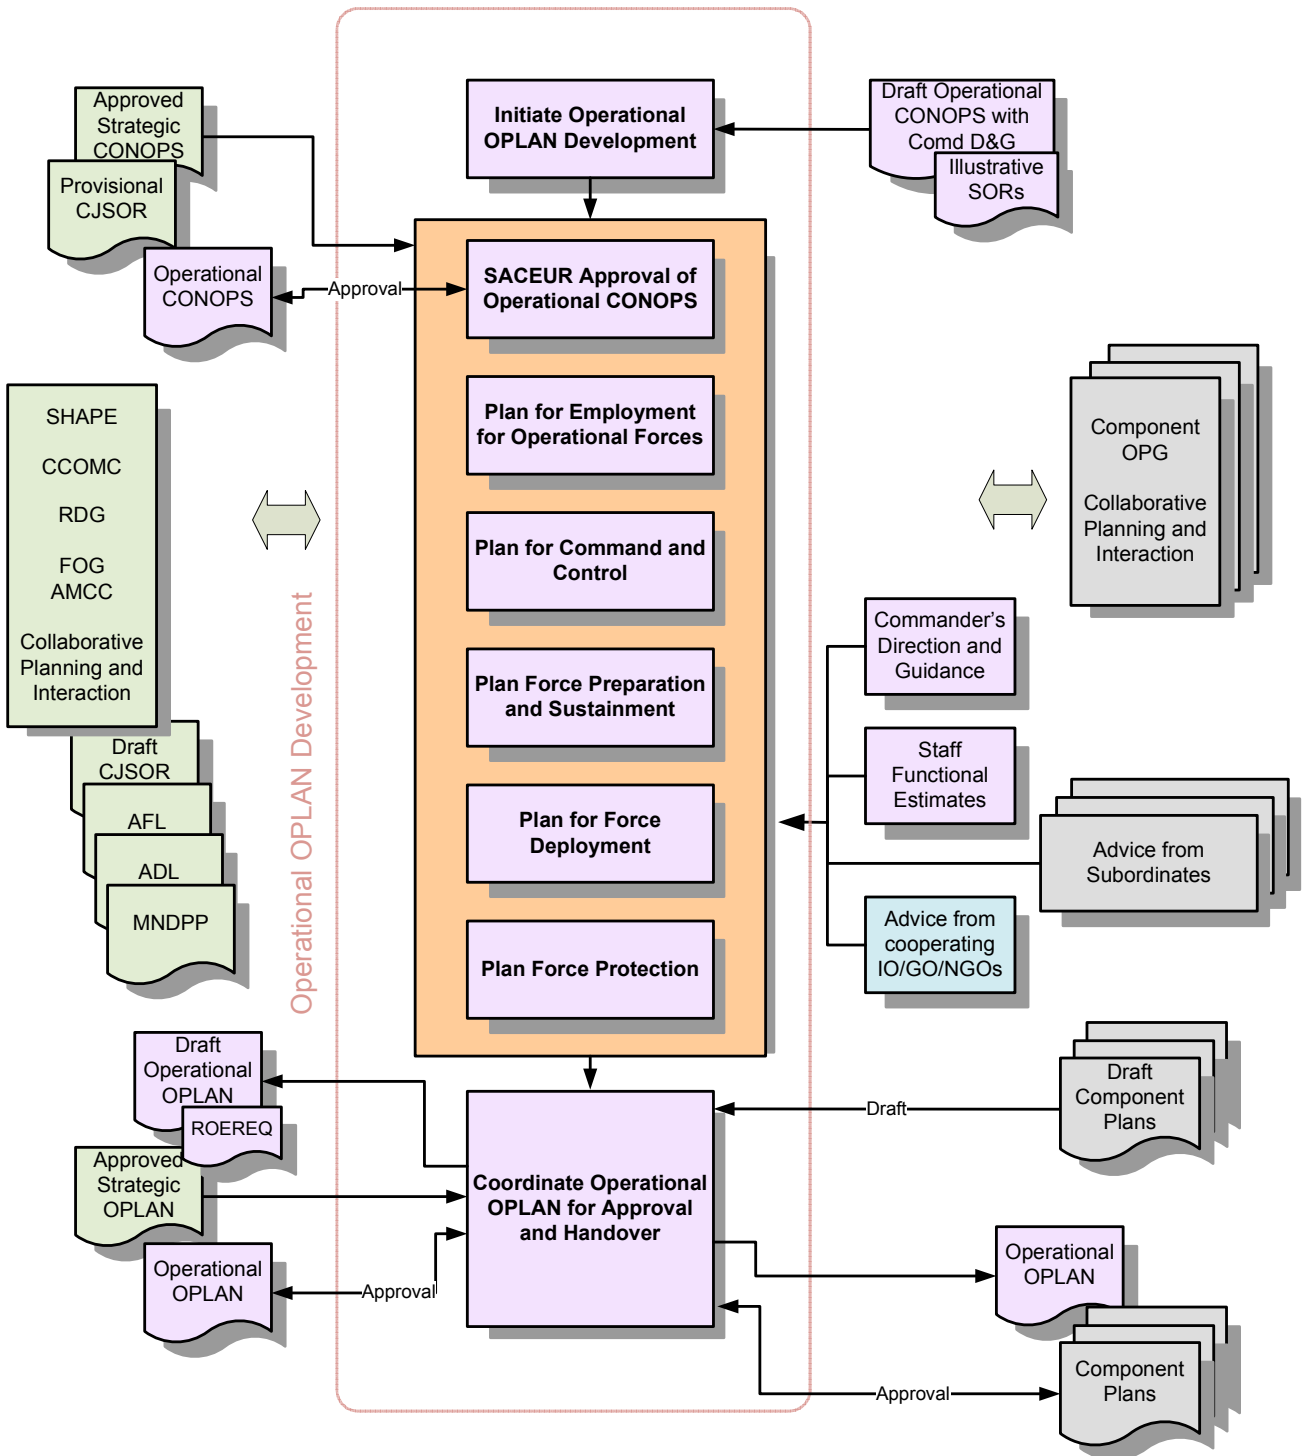 Initiate Operational
OPLAN Development
Draft Operational
CONOPS with
Comd D&G
Illustrative
SORs
Approved
Strategic
CONOPS
Provisional
CJSOR
Operational
CONOPS
Approval
SACEUR Approval of
Operational CONOPS
Plan for Employment
for Operational Forces
Plan for Command and
Control
Plan Force Preparation
and Sustainment
Plan for Force
Deployment
Plan Force Protection
SHAPE
CCOMC
RDG
FOG
AMCC
Collaborative
Planning and
Interaction
Draft
CJSOR
AFL
ADL
MNDPP
Operational OPLAN Development
Component
OPG
Collaborative
Planning and
Interaction
Commander’s
Direction and
Guidance
Staff
Functional
Estimates
Advice from
Subordinates
Advice from
cooperating
IO/GO/NGOs
Draft
Operational
OPLAN
ROEREQ
Approved
Strategic
OPLAN
Operational
OPLAN
Approval
Coordinate Operational
OPLAN for Approval
and Handover
Draft
Draft
Component
Plans
Operational
OPLAN
Approval
Component
Plans